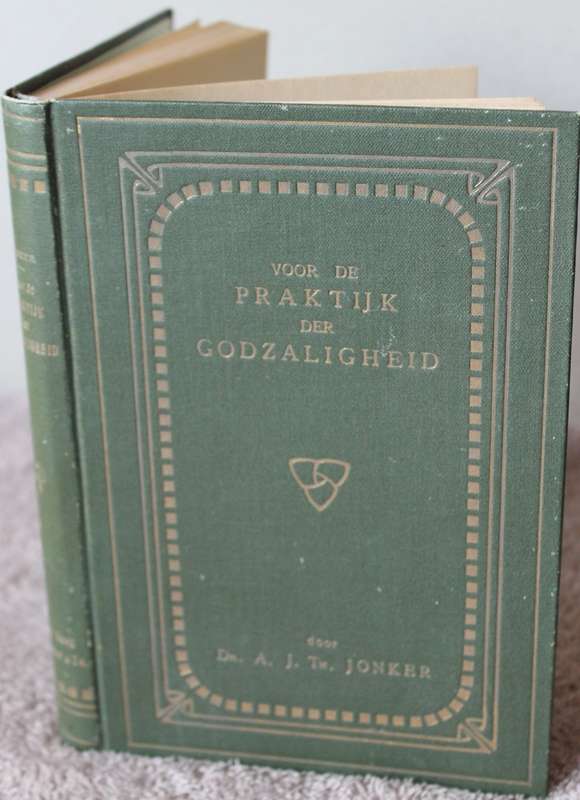 VOOR DE
PRAKTIJK
DER
GODZALIGHEID
door
Dr. A. J. Th. JONKER